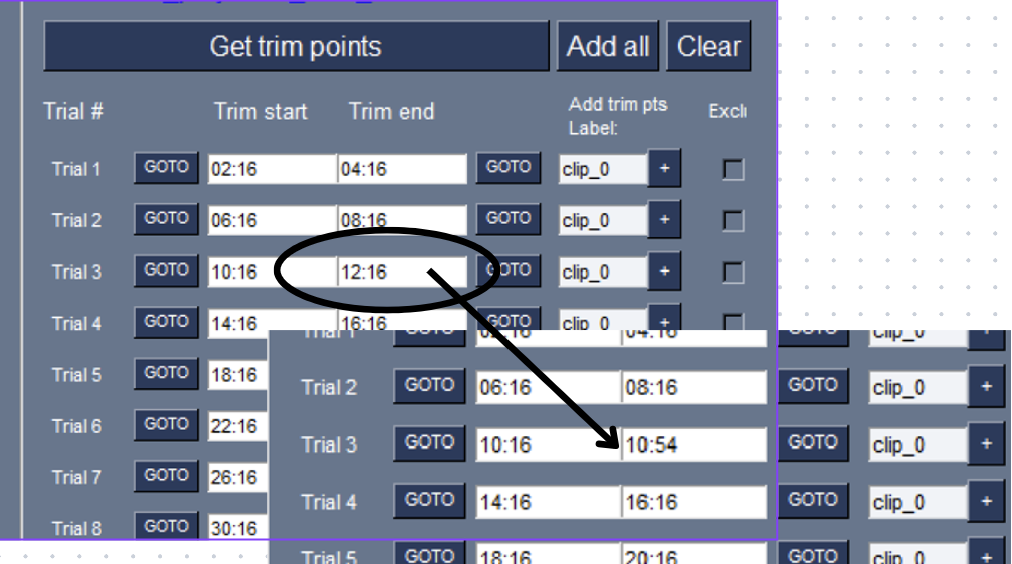 Get trim points Add all Clear
Trial # Trim start Trim end Add trim pts Excl
Label:
Trial 1 GOTO 02:16 04:16 GOTO clip_0 +
Trial 2 GOTO 06:16 08:16 GOTO clip_0 +
Trial 3 GOTO 10:16 12:16 GOTO clip_0 +
Trial 4 GOTO 14:16 16:16 GOTO clip_0 +
Trial 5 GOTO 18:16
Trial 6 GOTO 22:16
Trial 7 GOTO 26:16
Trial 8 GOTO 30:16
Trial 1 GOTO 02:16 04:16 GOTO clip_0 +
Trial 2 GOTO 06:16 08:16 GOTO clip_0 +
Trial 3 GOTO 10:16 10:54 GOTO clip_0 +
Trial 4 GOTO 14:16 16:16 GOTO clip_0 +
Trial 5 GOTO 18:16 20:16 GOTO clip_0 +